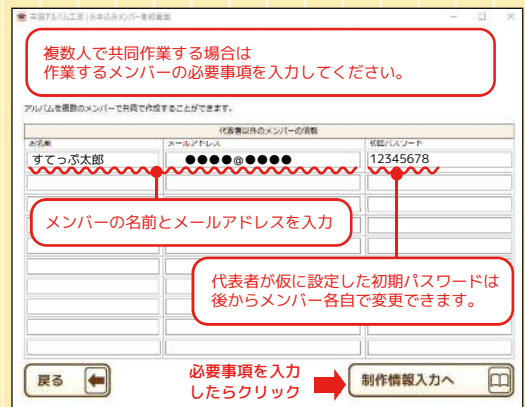 卒園アルバム工房 | お申込みメンバー登録画面
複数人で共同作業する場合は
作業するメンバーの必要事項を入力してください。
アルバムを複数のメンバーで共同で作成することができます。
代表者以外のメンバーの情報
お名前 メールアドレス 初回パスワード
すてっぷ太郎 ●●●●@●●●● 12345678
メンバーの名前とメールアドレスを入力
代表者が仮に設定した初期パスワードは
後からメンバー各自で変更できます。
戻る
必要事項を入力
したらクリック
制作情報入力へ